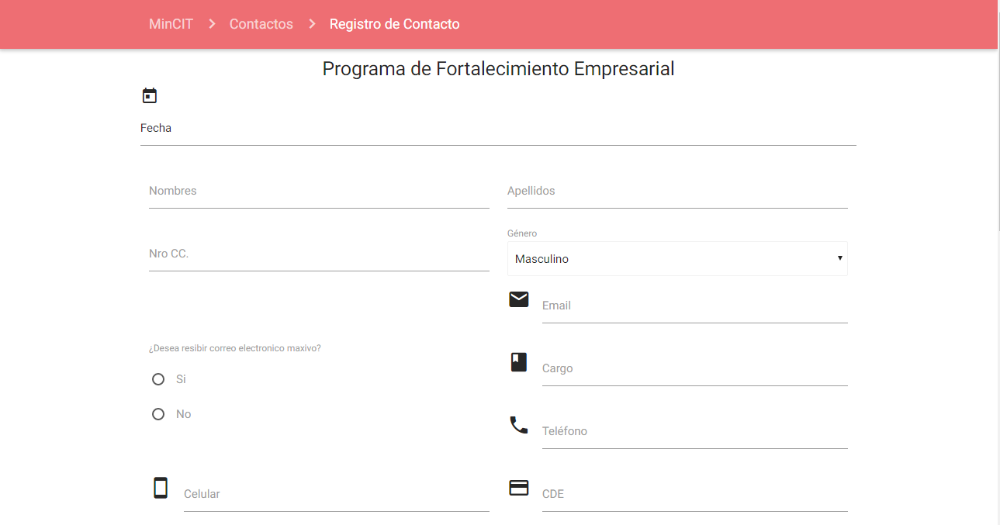 MinCIT > Contactos > Registro de Contacto
Programa de Fortalecimiento Empresarial
Fecha
Nombres
Apellidos
Nro CC.
Género
Masculino
Email
¿Desea resibir correo electronico maxivo?
Si
No
Cargo
Teléfono
Celular
CDE